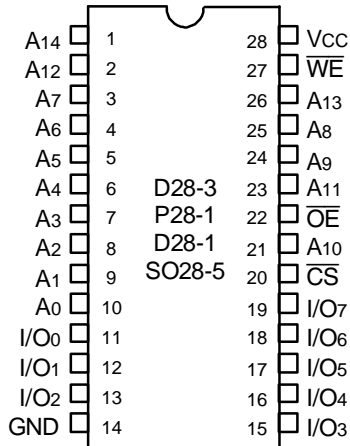 A14 1 28 VCC
A12 2 27 WE
A7 3 26 A13
A6 4 25 A8
A5 5 24 A9
A4 6 D28-3 23 A11
A3 7 P28-1 22 OE
A2 8 D28-1 21 A10
A1 9 SO28-5 20 CS
A0 10 19 I/O7
I/O0 11 18 I/O6
I/O1 12 17 I/O5
I/O2 13 16 I/O4
GND 14 15 I/O3